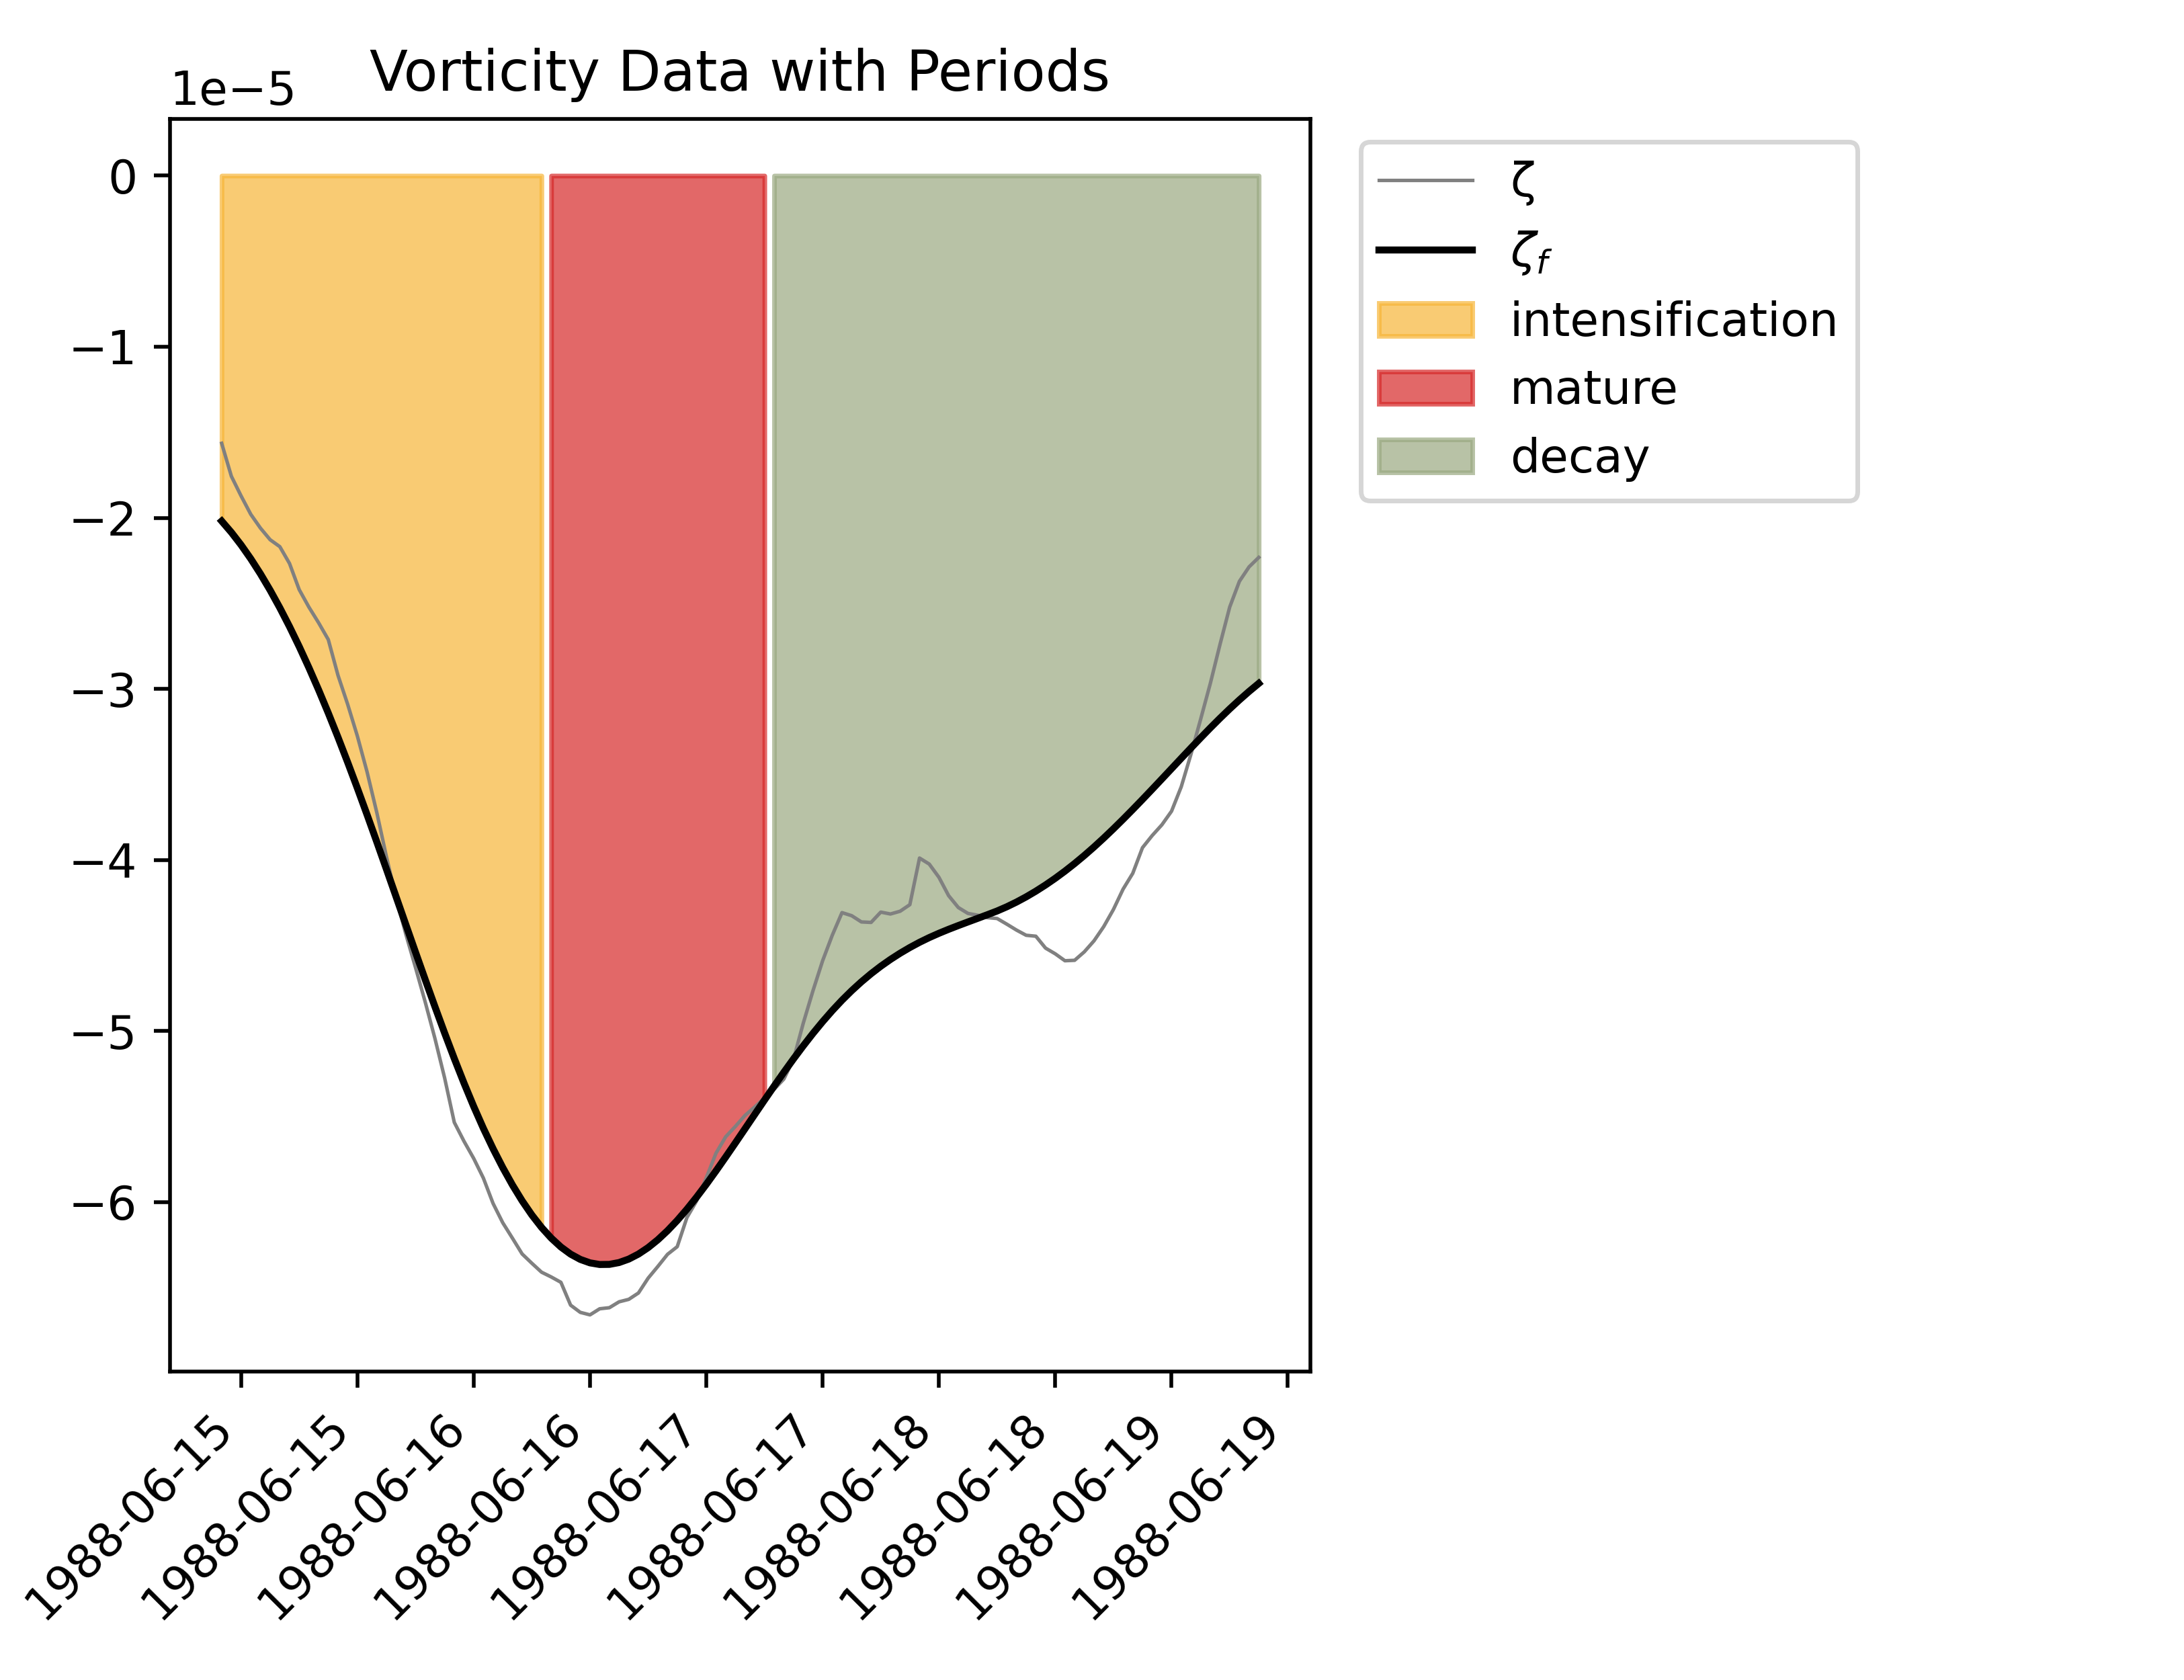 Vorticity Data with Periods
1e−5
0
−1
−2
−3
−4
−5
−6
1988-06-15
1988-06-15
1988-06-16
1988-06-16
1988-06-17
1988-06-17
1988-06-18
1988-06-18
1988-06-19
1988-06-19
ζ
ζf
intensification
mature
decay